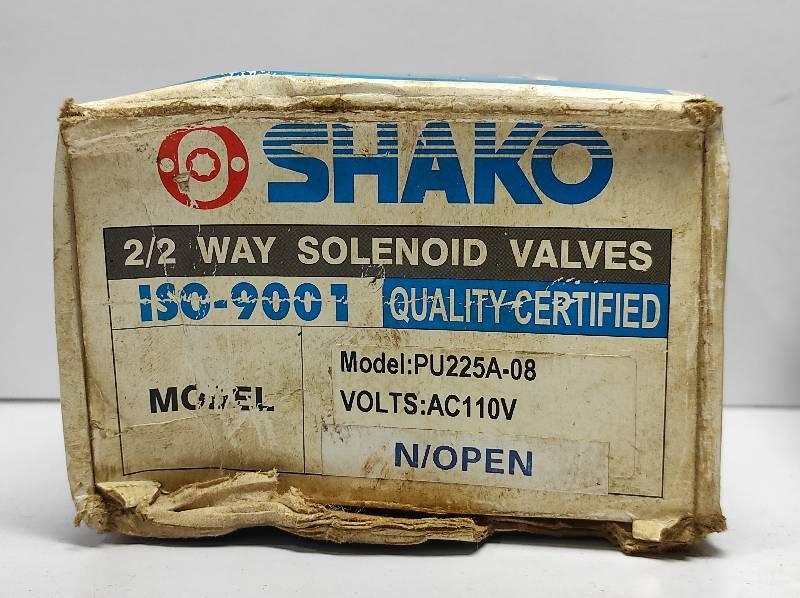 SHAKO
2/2 WAY SOLENOID VALVES
ISO-9001 QUALITY CERTIFIED
MODEL
Model:PU225A-08
VOLTS:AC110V
N/OPEN